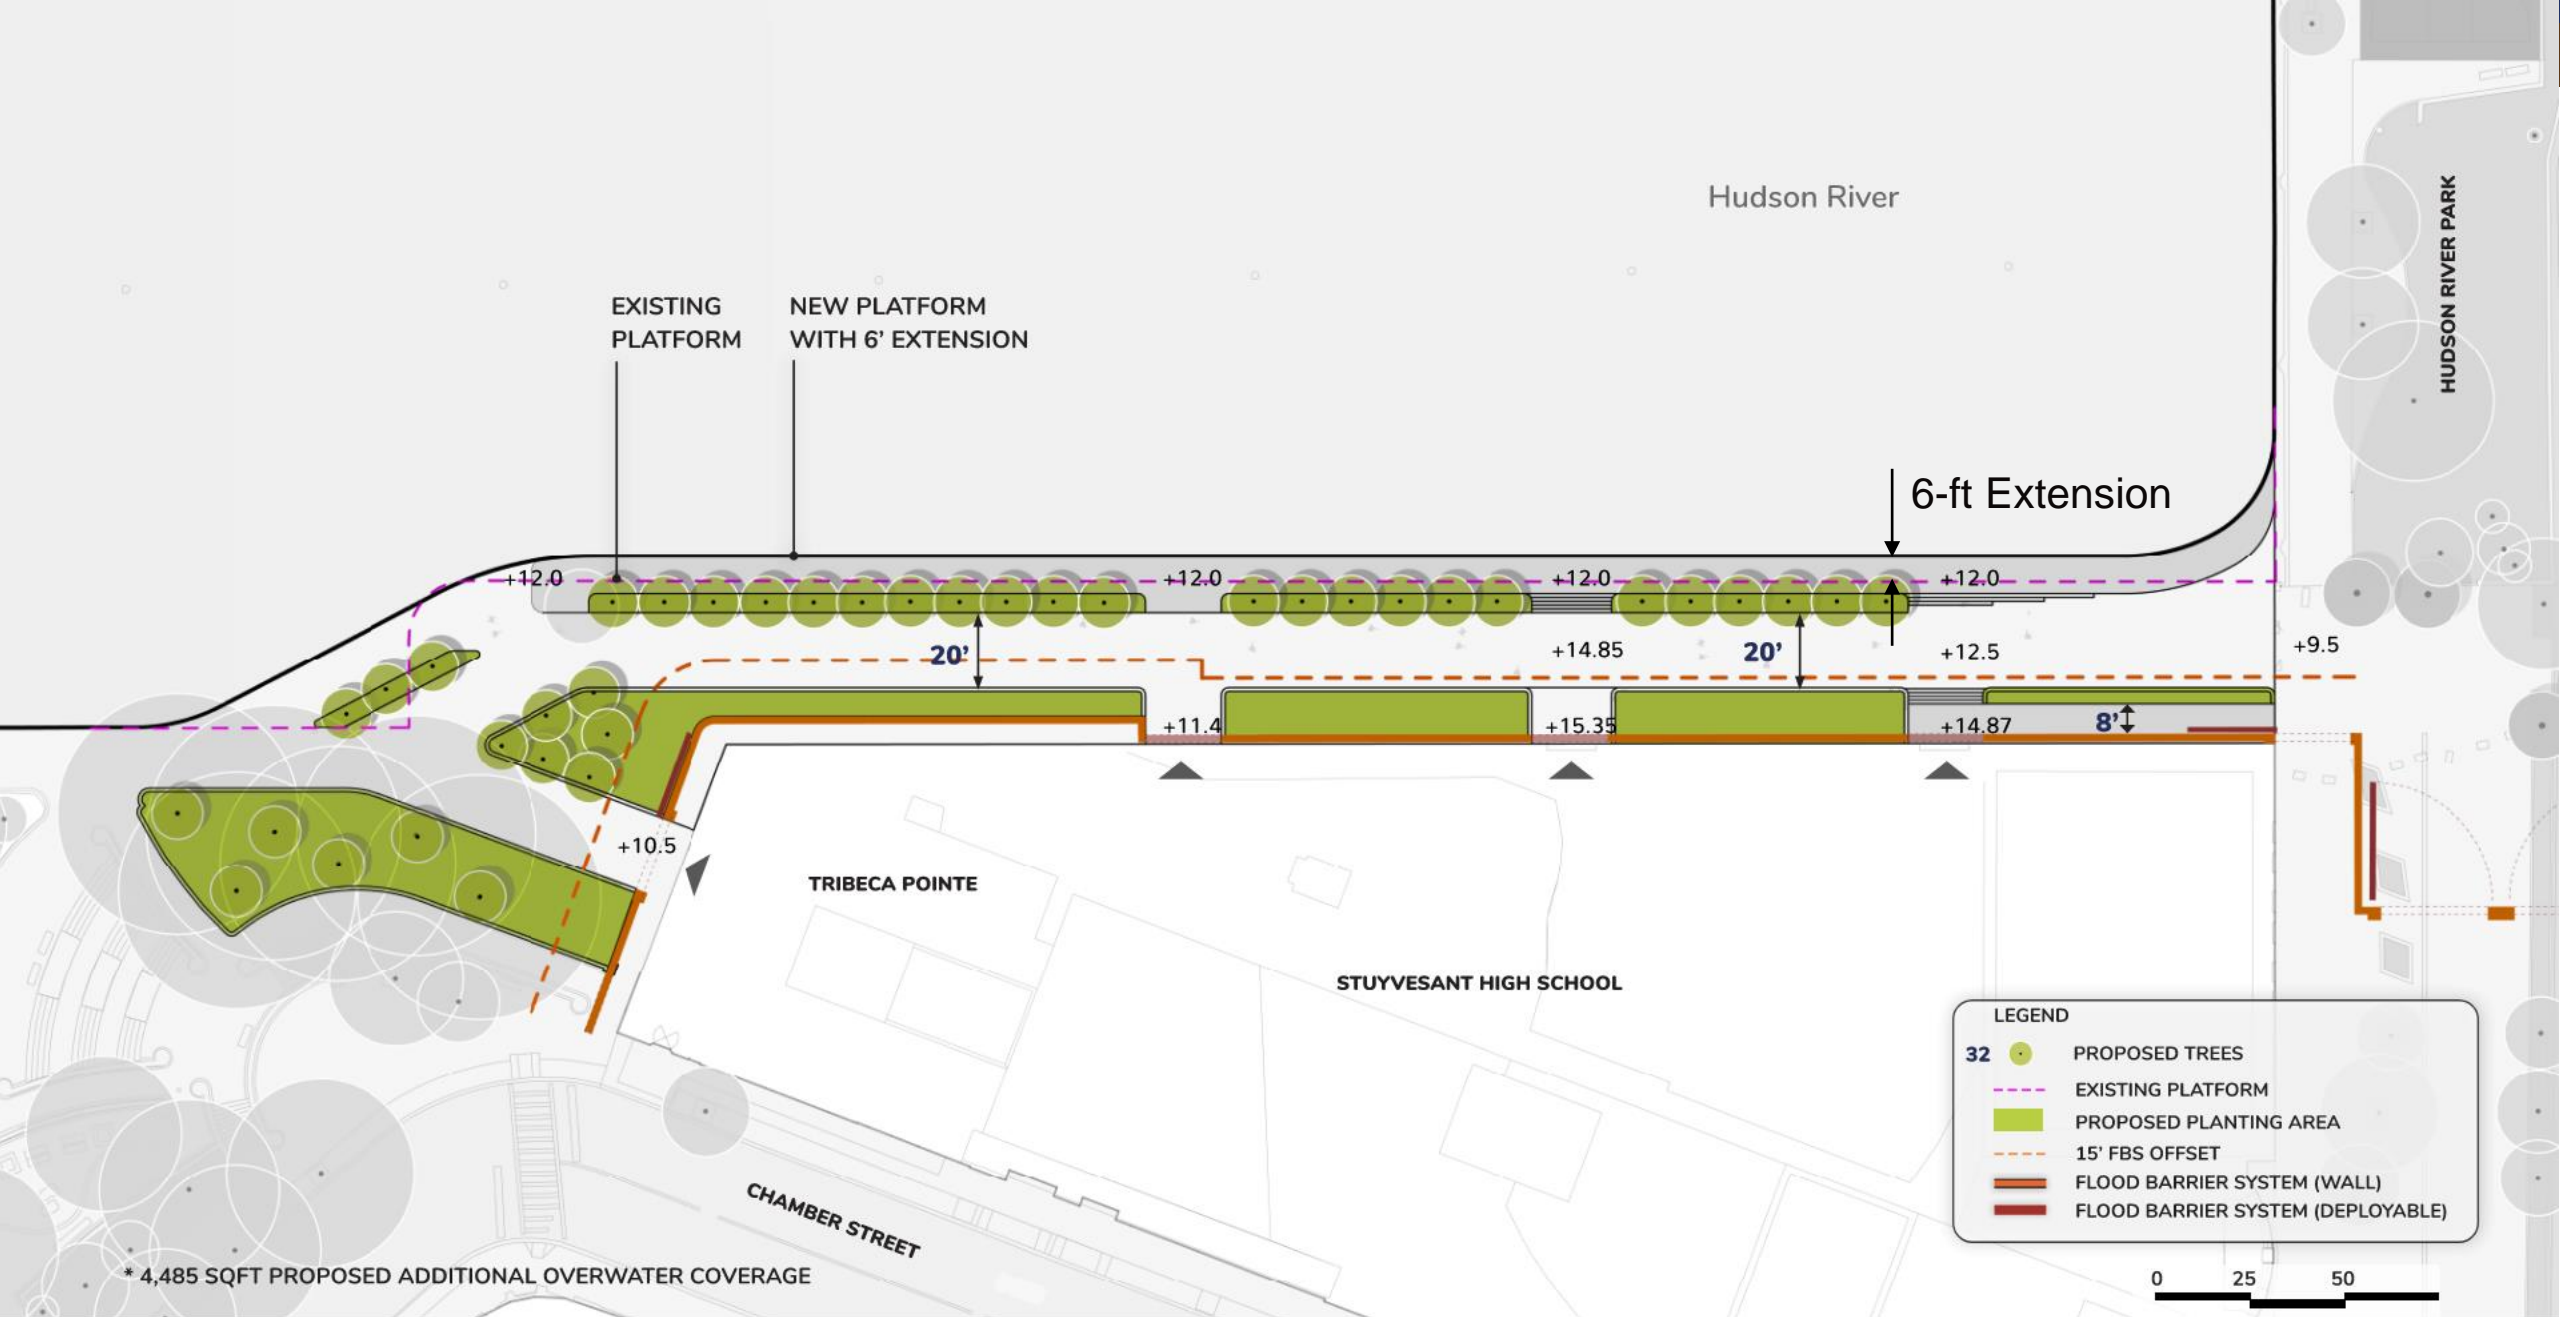 Hudson River
HUDSON RIVER PARK
EXISTING
PLATFORM
NEW PLATFORM
WITH 6’ EXTENSION
6-ft Extension
+12.0
+12.0
+12.0
+12.0
20’
+14.85
20’
+12.5
+9.5
+11.4
+15.35
+14.87
8’
+10.5
TRIBECA POINTE
STUYVESANT HIGH SCHOOL
CHAMBER STREET
LEGEND
32 PROPOSED TREES
EXISTING PLATFORM
PROPOSED PLANTING AREA
15’ FBS OFFSET
FLOOD BARRIER SYSTEM (WALL)
FLOOD BARRIER SYSTEM (DEPLOYABLE)
* 4,485 SQFT PROPOSED ADDITIONAL OVERWATER COVERAGE
0 25 50